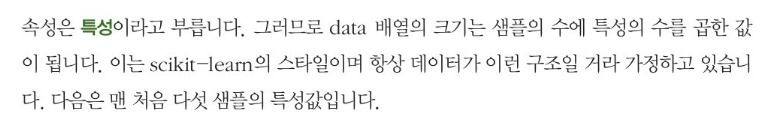 속성은 특성이라고 부릅니다. 그러므로 data 배열의 크기는 샘플의 수에 특성의 수를 곱한 값
이 됩니다. 이는 scikit-learn의 스타일이며 항상 데이터가 이런 구조일 거라 가정하고 있습니
다. 다음은 맨 처음 다섯 샘플의 특성값입니다.